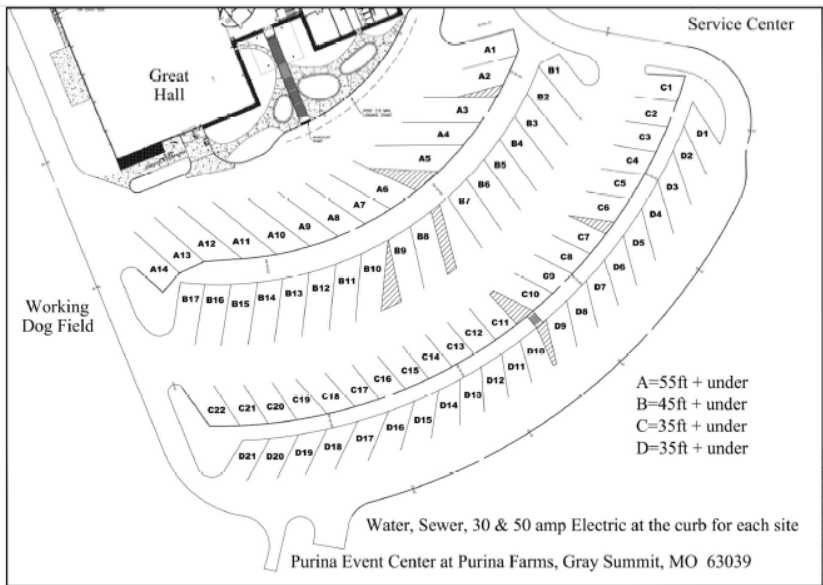 Service Center
Great
Hall
Working
Dog Field
A1
A2
A3
A4
A5
A6
A7
A8
A9
A10
A11
A12
A13
A14
B1
B2
B3
B4
B5
B6
B7
B8
B9
B10
B11
B12
B13
B14
B15
B16
B17
C1
C2
C3
C4
C5
C6
C7
C8
C9
C10
C11
C12
C13
C14
C15
C16
C17
C18
C19
C20
C21
C22
D1
D2
D3
D4
D5
D6
D7
D8
D9
D10
D11
D12
D13
D14
D15
D16
D17
D18
D19
D20
D21
A=55ft + under
B=45ft + under
C=35ft + under
D=35ft + under
Water, Sewer, 30 & 50 amp Electric at the curb for each site
Purina Event Center at Purina Farms, Gray Summit, MO 63039